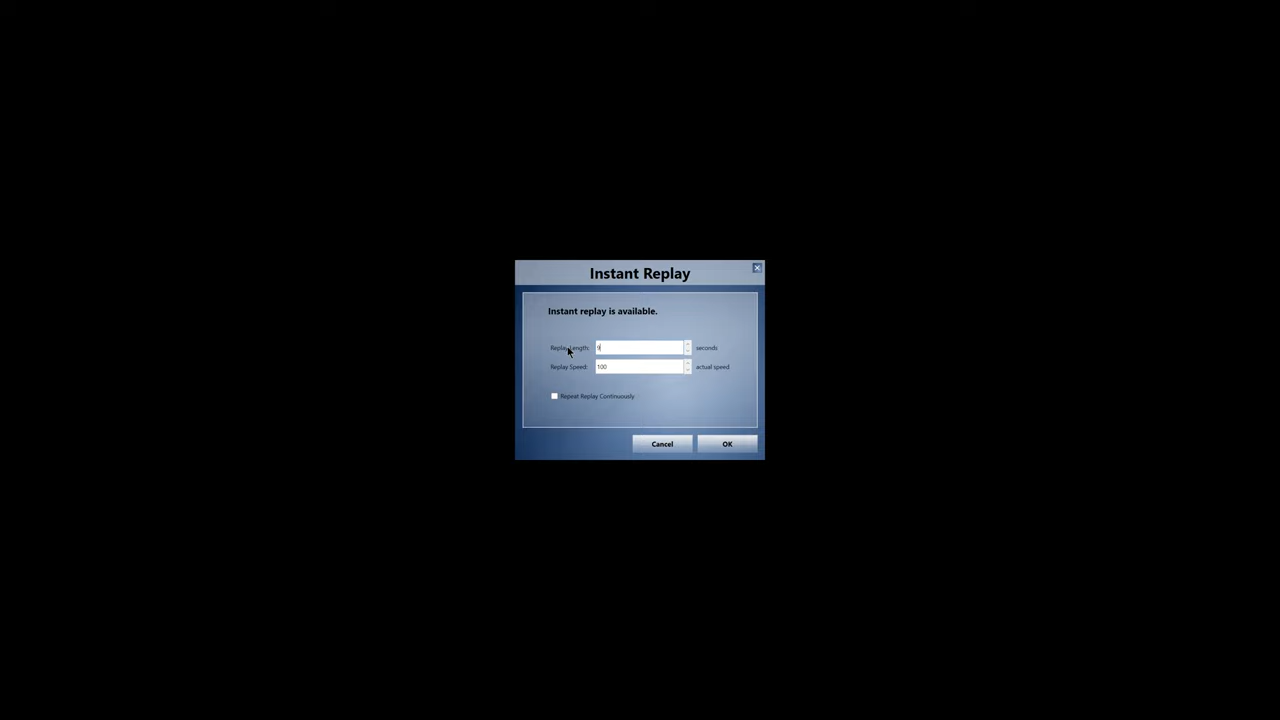 Instant Replay
Instant replay is available.
Replay Length: 9 seconds
Replay Speed: 100 actual speed
Repeat Replay Continuously
Cancel OK